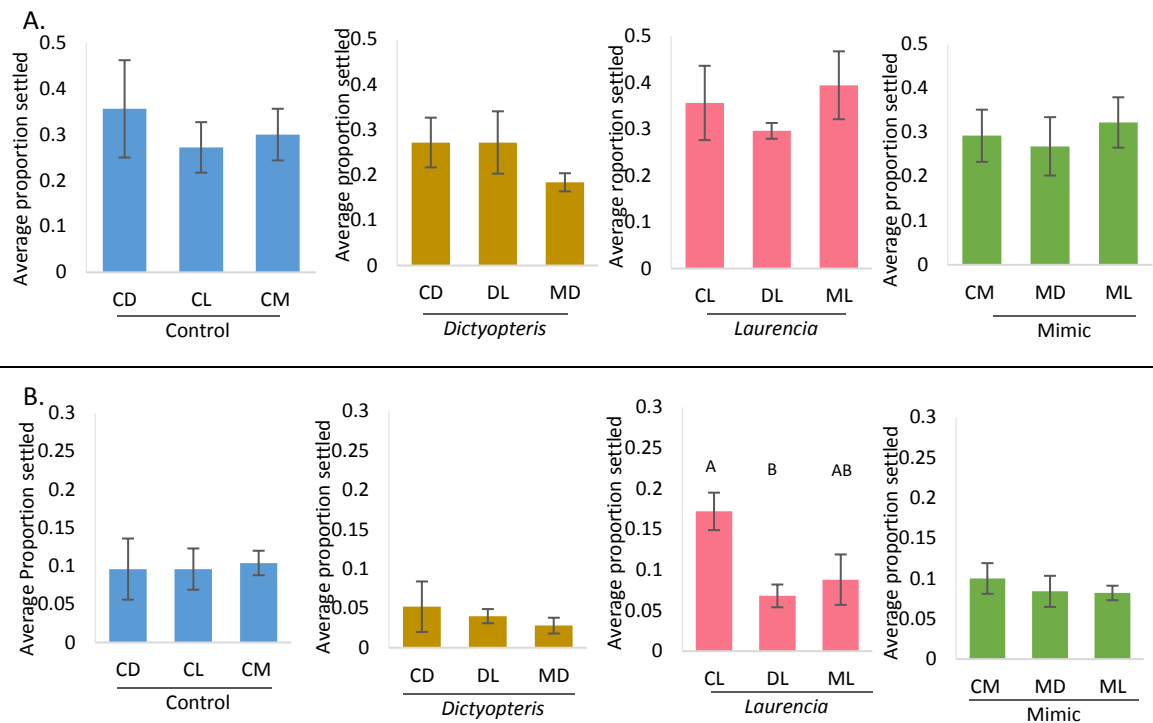 A.
Average proportion settled
0.5
0.4
0.3
0.2
0.1
0
CD CL CM
Control
Average proportion settled
0.5
0.4
0.3
0.2
0.1
0
CD DL MD
Dictyopteris
Average roportion settled
0.5
0.4
0.3
0.2
0.1
0
CL DL ML
Laurencia
Average proportion settled
0.5
0.4
0.3
0.2
0.1
0
CM MD ML
Mimic
B.
Average Proportion settled
0.3
0.25
0.2
0.15
0.1
0.05
0
CD CL CM
Control
Average proportion settled
0.3
0.25
0.2
0.15
0.1
0.05
0
CD DL MD
Dictyopteris
Average proportion settled
0.3
0.25
0.2
0.15
0.1
0.05
0
A B AB
CL DL ML
Laurencia
Average proportion settled
0.3
0.25
0.2
0.15
0.1
0.05
0
CM MD ML
Mimic